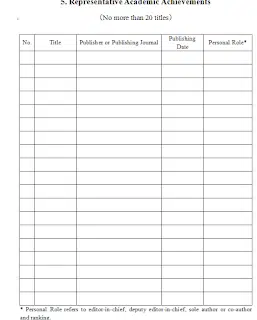 5. Representative Academic Achievements
(No more than 20 titles)
No.
Title
Publisher or Publishing Journal
Publishing
Date
Personal Role*
* Personal Role refers to editor-in-chief, deputy editor-in-chief, sole author or co-author
and ranking.